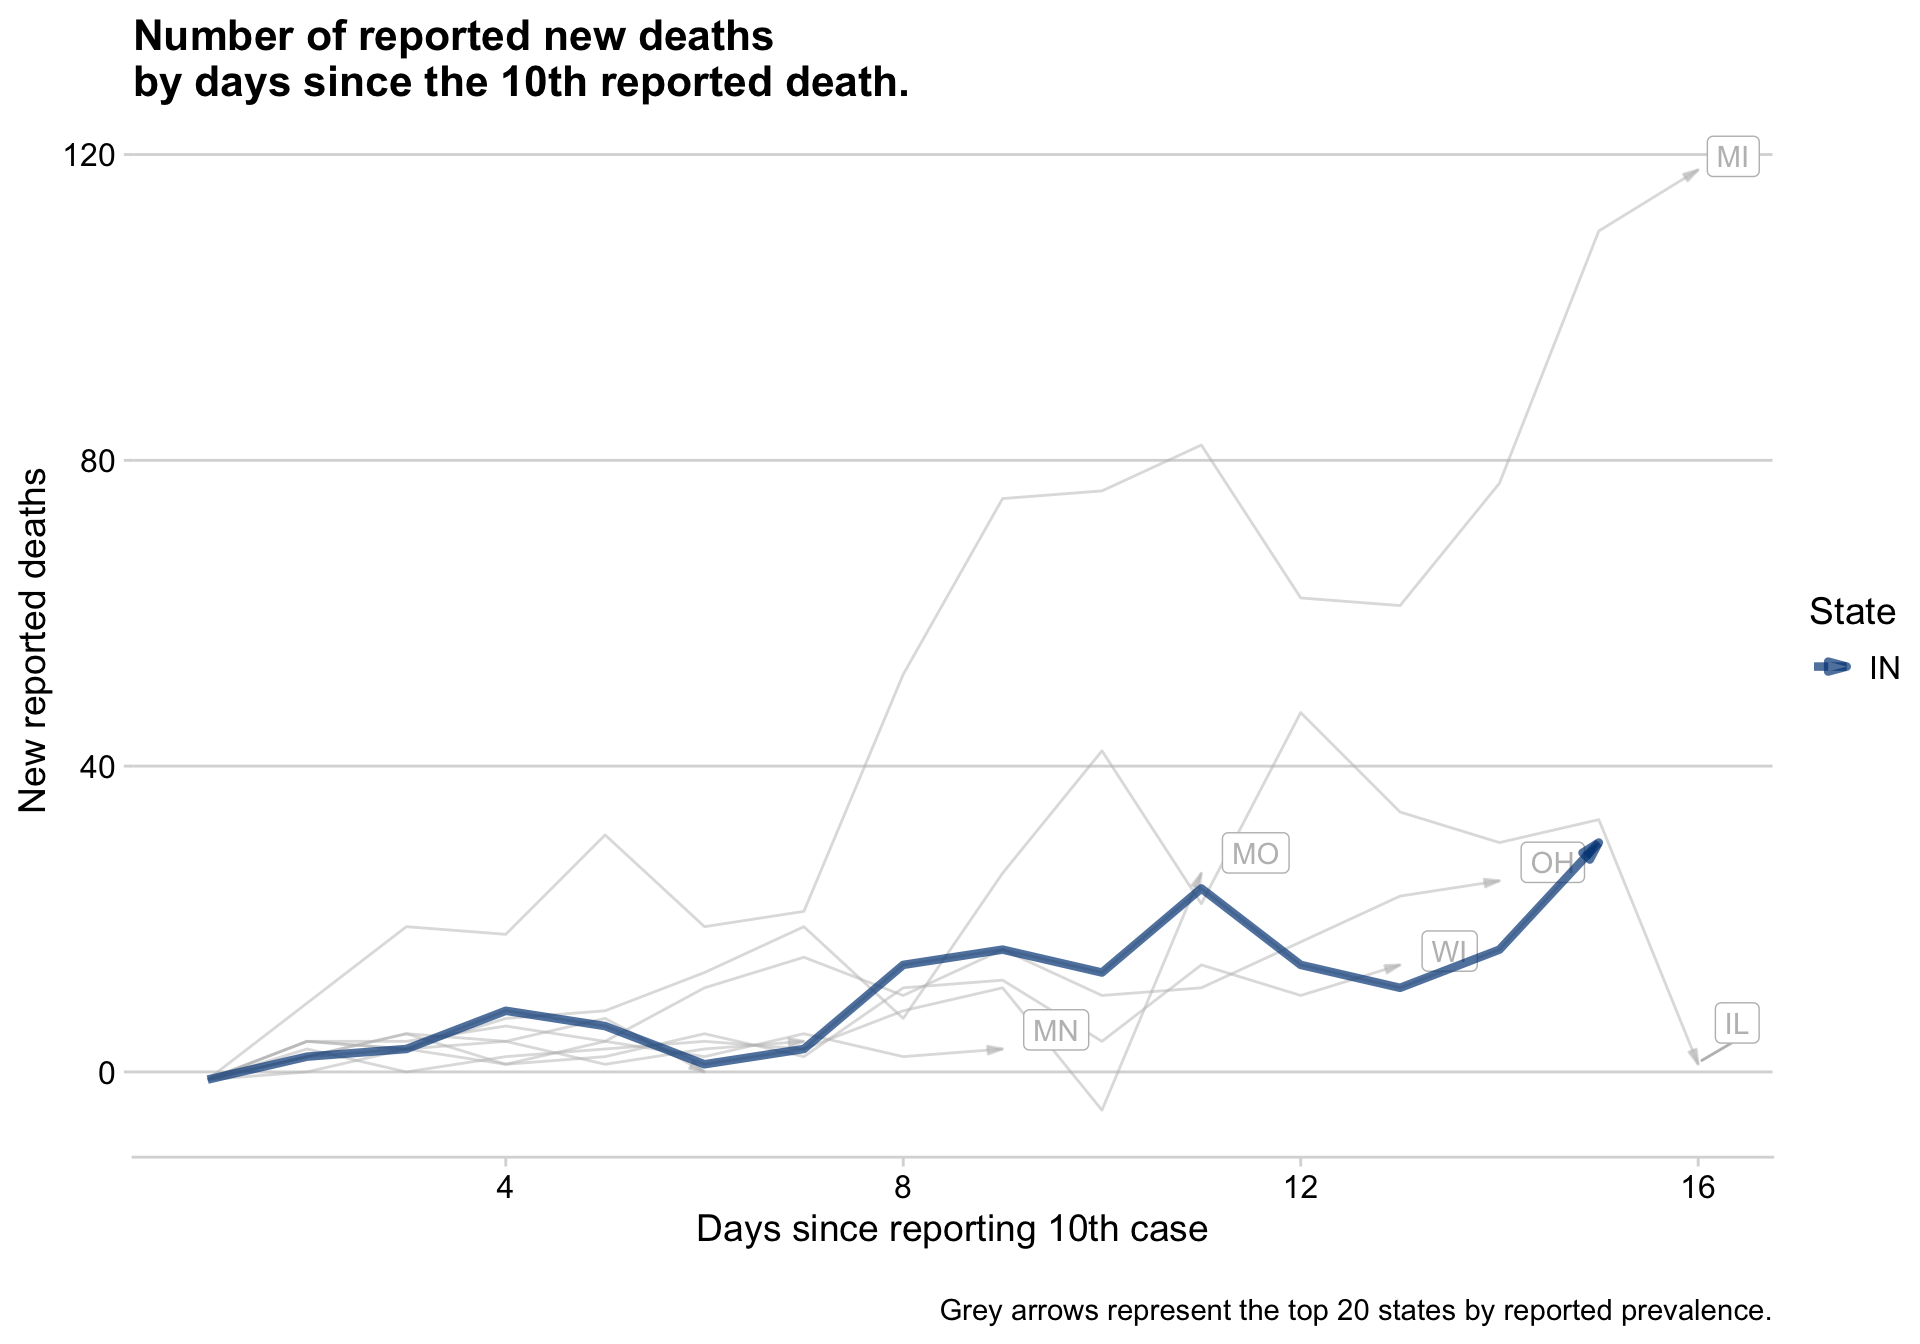 Number of reported new deaths
by days since the 10th reported death.
120
80
40
0
New reported deaths
MI
MO
OH
WI
MN
IL
State
IN
4
8
12
16
Days since reporting 10th case
Grey arrows represent the top 20 states by reported prevalence.